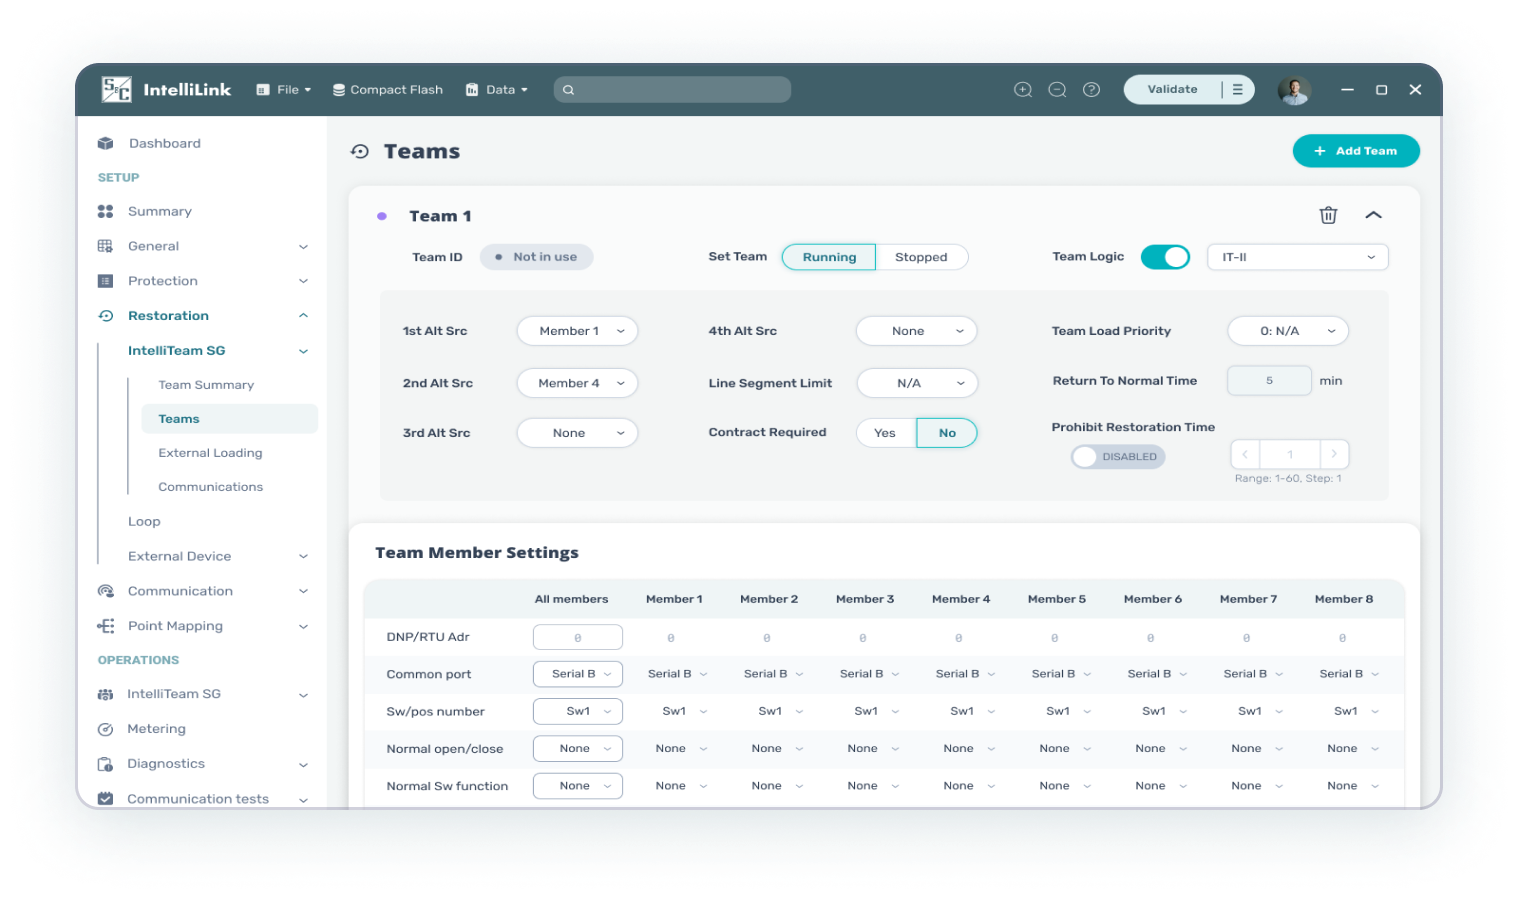 S&C IntelliLink File Compact Flash Data Validate
Dashboard
SETUP
Summary
General
Protection
Restoration
IntelliTeam SG
Team Summary
Teams
External Loading
Communications
Loop
External Device
Communication
Point Mapping
OPERATIONS
IntelliTeam SG
Metering
Diagnostics
Communication tests
Teams + Add Team
Team 1
Team ID Not in use Set Team Running Stopped Team Logic IT-II
1st Alt Src Member 1 4th Alt Src None Team Load Priority 0: N/A
2nd Alt Src Member 4 Line Segment Limit N/A Return To Normal Time 5 min
3rd Alt Src None Contract Required Yes No Prohibit Restoration Time
DISABLED 1
Range: 1-60, Step: 1
Team Member Settings
All members Member 1 Member 2 Member 3 Member 4 Member 5 Member 6 Member 7 Member 8
DNP/RTU Adr 0 0 0 0 0 0 0 0 0
Common port Serial B Serial B Serial B Serial B Serial B Serial B Serial B Serial B Serial B
Sw/pos number Sw1 Sw1 Sw1 Sw1 Sw1 Sw1 Sw1 Sw1 Sw1
Normal open/close None None None None None None None None None
Normal Sw function None None None None None None None None None